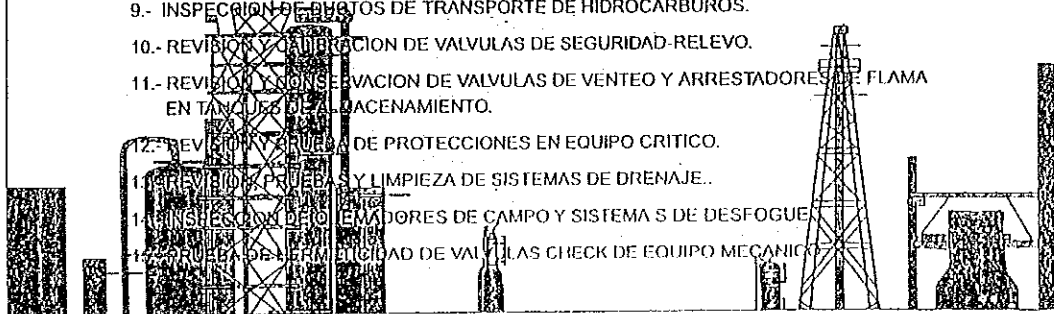 9.- INSPECCION DE DUCTOS DE TRANSPORTE DE HIDROCARBUROS.
10.- REVISION Y CALIBRACION DE VALVULAS DE SEGURIDAD-RELEVO.
11.- REVISION Y CONSERVACION DE VALVULAS DE VENTEO Y ARRESTADORES DE FLAMA
EN TANQUES DE ALMACENAMIENTO.
12.- REVISION Y PRUEBA DE PROTECCIONES EN EQUIPO CRITICO.
13.- REVISION, PRUEBAS Y LIMPIEZA DE SISTEMAS DE DRENAJE..
14.- INSPECCION DE QUEMADORES DE CAMPO Y SISTEMA S DE DESFOGUE
15.- PRUEBA DE HERMETICIDAD DE VALVULAS CHECK DE EQUIPO MECANICO